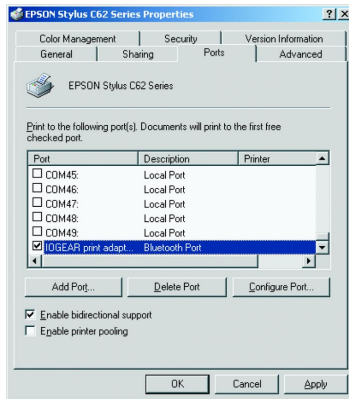 EPSON Stylus C62 Series Properties
Color Management Security Version Information
General Sharing Ports Advanced
EPSON Stylus C62 Series
Print to the following port(s). Documents will print to the first free
checked port.
Port Description Printer
COM45: Local Port
COM46: Local Port
COM47: Local Port
COM48: Local Port
COM49: Local Port
IOGEAR print adapt... Bluetooth Port
Add Port... Delete Port Configure Port...
Enable bidirectional support
Enable printer pooling
OK Cancel Apply